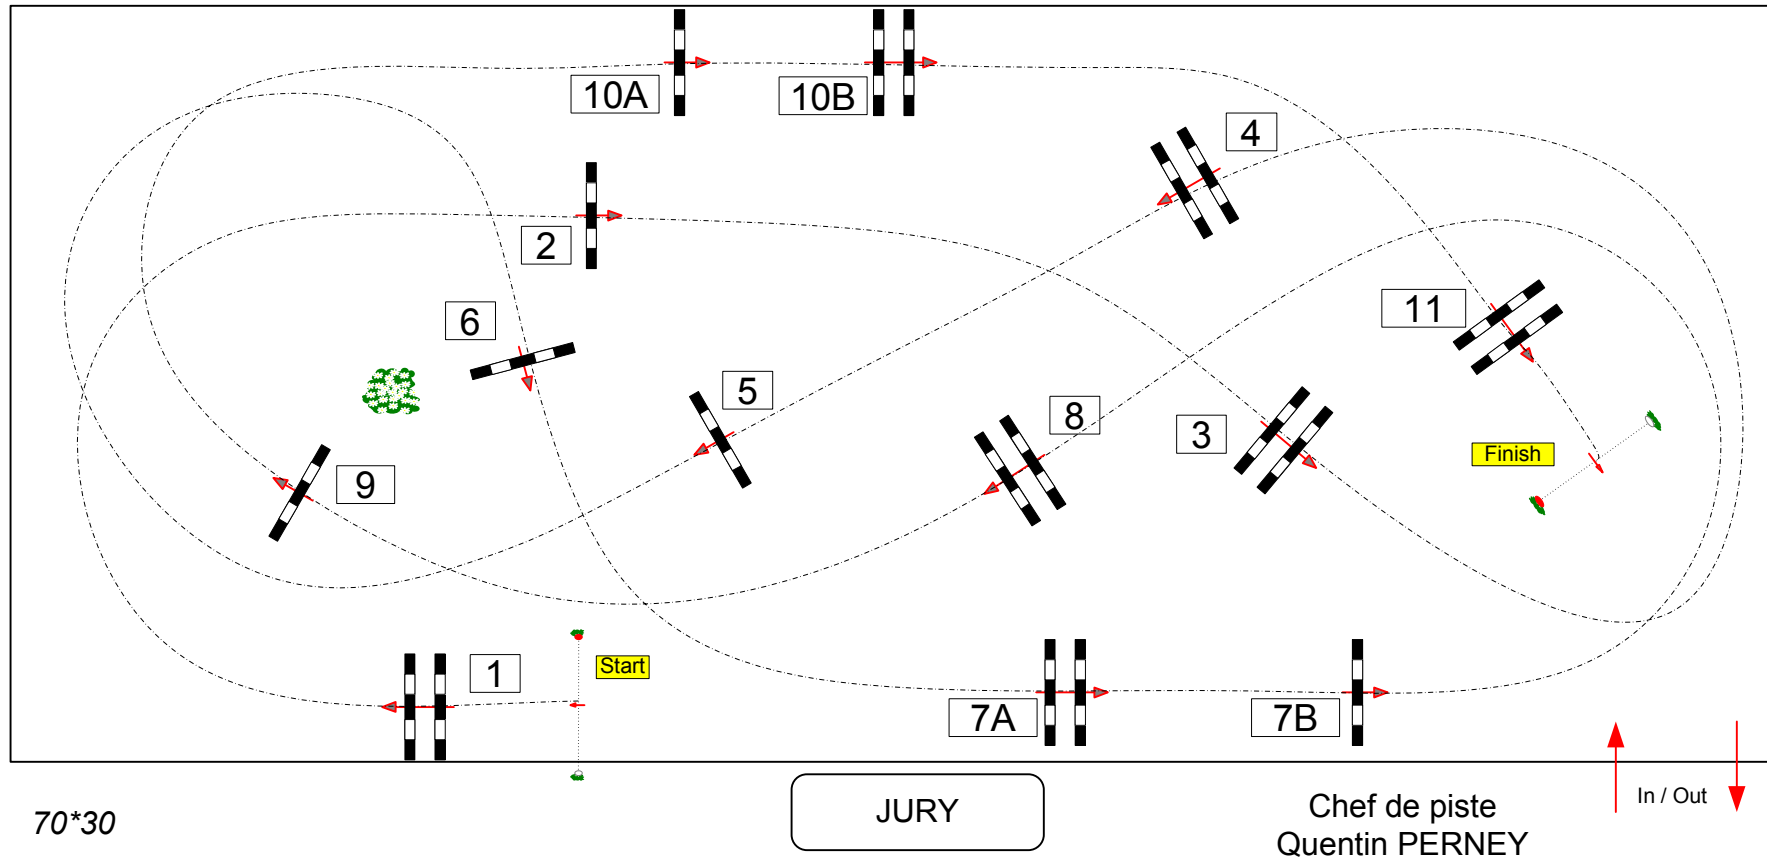 10A
10B
4
2
11
6
5
8
3
Finish
9
Start
1
7A
7B
In / Out
70*30
JURY
Chef de piste
Quentin PERNEY